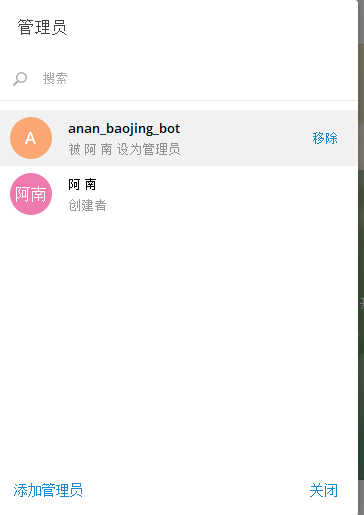 管理员
搜索
A
anan_baojing_bot
被 阿 南 设为管理员
移除
阿南
阿 南
创建者
添加管理员
关闭